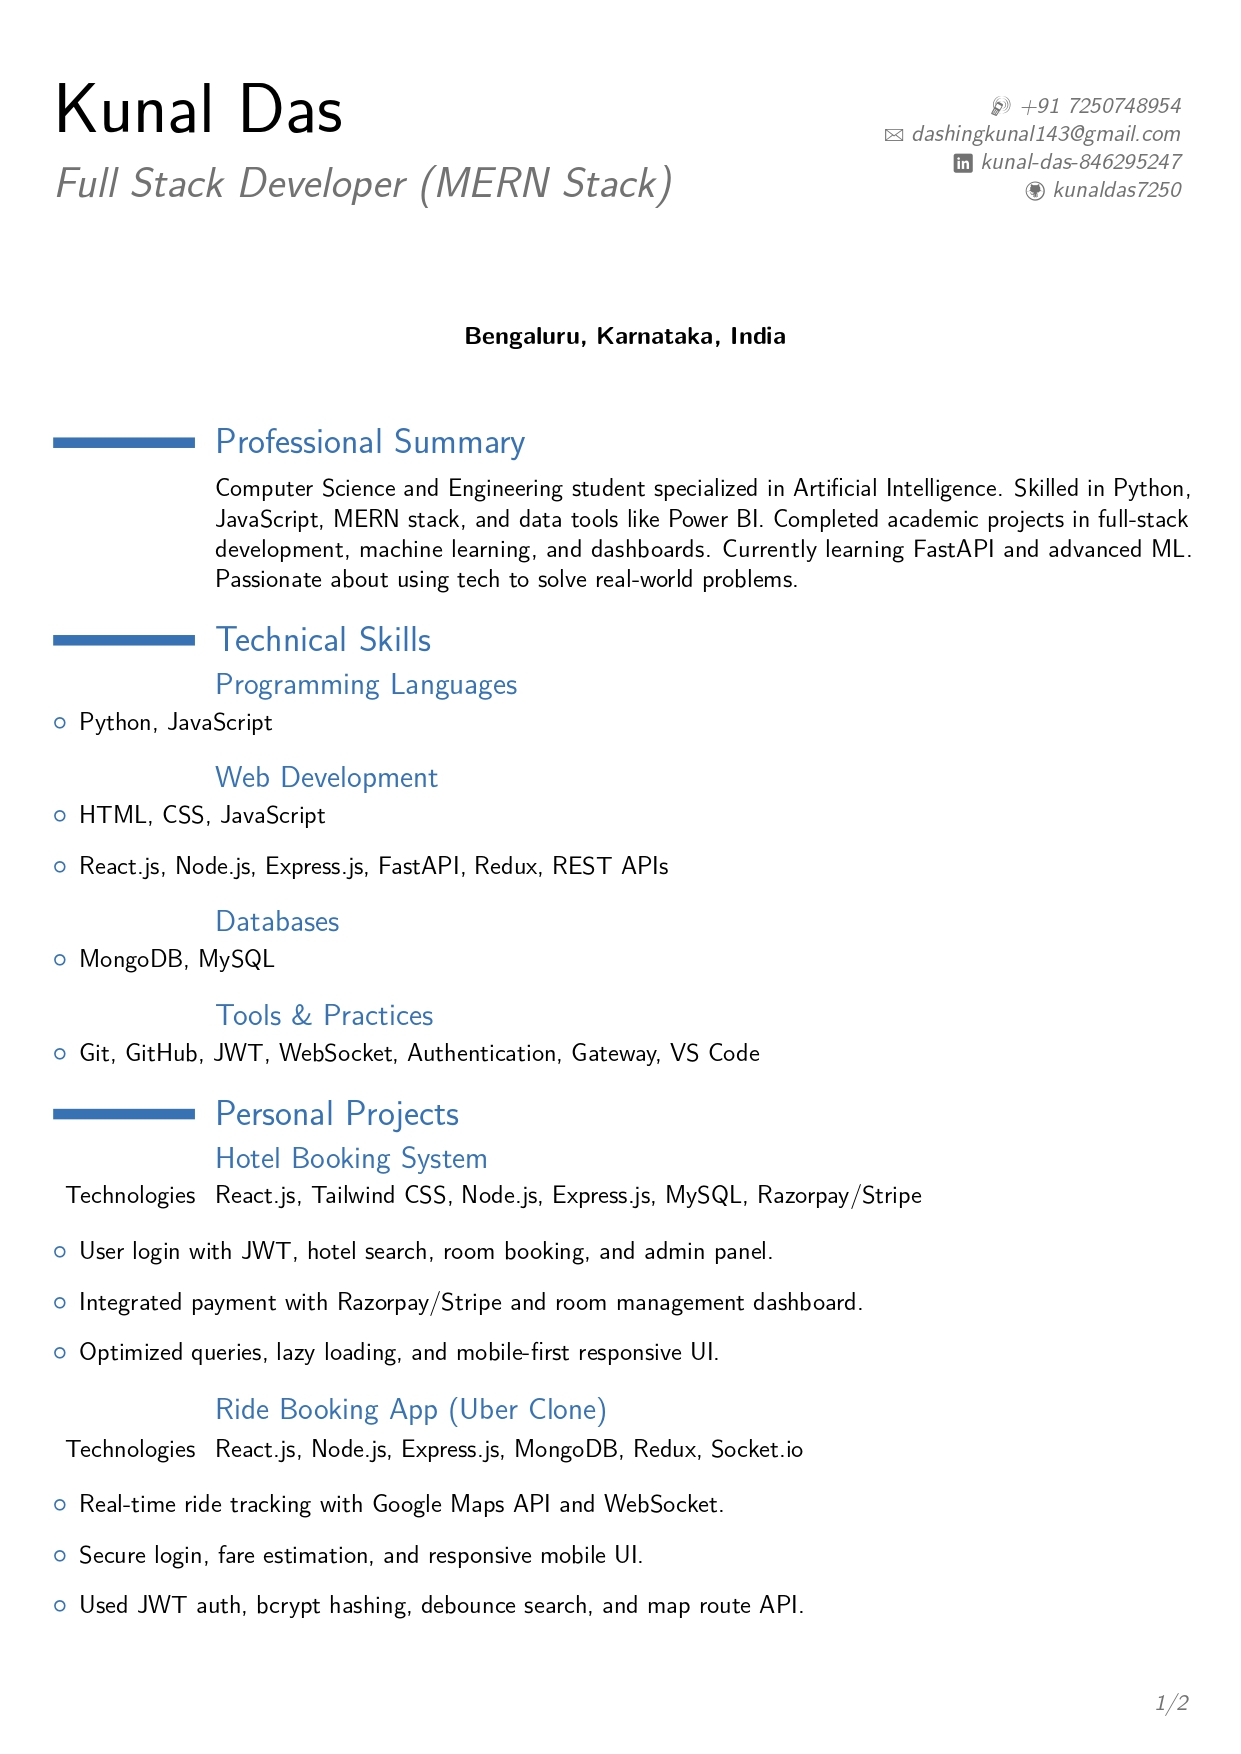 Kunal Das
Full Stack Developer (MERN Stack)
+91 7250748954
dashingkunal143@gmail.com
kunal-das-846295247
kunaldas7250
Bengaluru, Karnataka, India
Professional Summary
Computer Science and Engineering student specialized in Artificial Intelligence. Skilled in Python,
JavaScript, MERN stack, and data tools like Power BI. Completed academic projects in full-stack
development, machine learning, and dashboards. Currently learning FastAPI and advanced ML.
Passionate about using tech to solve real-world problems.
Technical Skills
Programming Languages
Python, JavaScript
Web Development
HTML, CSS, JavaScript
React.js, Node.js, Express.js, FastAPI, Redux, REST APIs
Databases
MongoDB, MySQL
Tools & Practices
Git, GitHub, JWT, WebSocket, Authentication, Gateway, VS Code
Personal Projects
Hotel Booking System
Technologies React.js, Tailwind CSS, Node.js, Express.js, MySQL, Razorpay/Stripe
User login with JWT, hotel search, room booking, and admin panel.
Integrated payment with Razorpay/Stripe and room management dashboard.
Optimized queries, lazy loading, and mobile-first responsive UI.
Ride Booking App (Uber Clone)
Technologies React.js, Node.js, Express.js, MongoDB, Redux, Socket.io
Real-time ride tracking with Google Maps API and WebSocket.
Secure login, fare estimation, and responsive mobile UI.
Used JWT auth, bcrypt hashing, debounce search, and map route API.
1/2